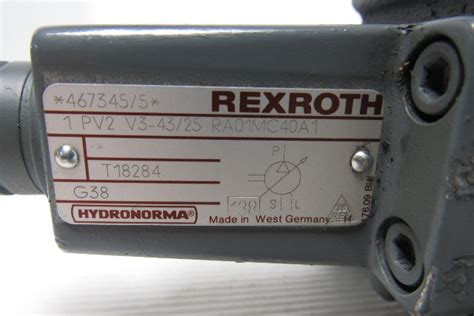 *467345/5*
REXROTH
1 PV2 V3-43/25 RA01MC40A1
P
T18284
G38
S L
HYDRONORMA®
Made in West Germany